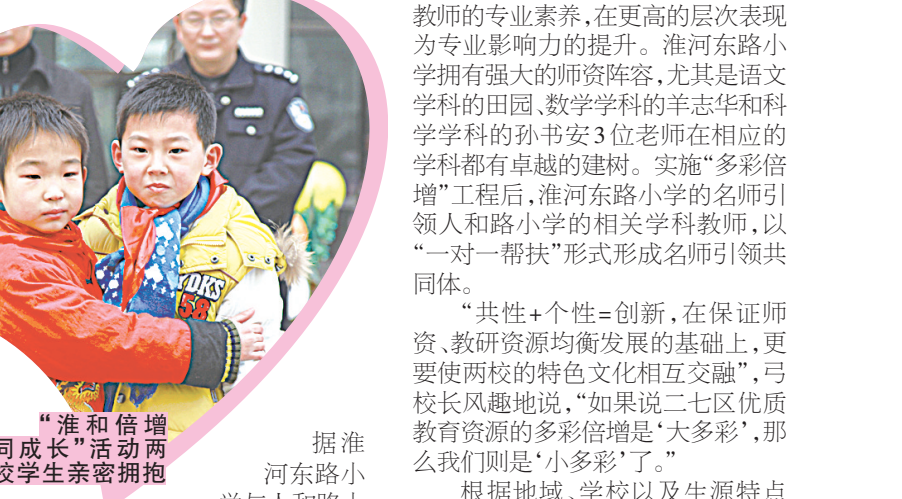 YDKS
58
“淮和倍增
同成长”活动两
校学生亲密拥抱
据淮
河东路小
教师的专业素养,在更高的层次表现
为专业影响力的提升。淮河东路小
学拥有强大的师资阵容,尤其是语文
学科的田园、数学学科的羊志华和科
学学科的孙书安3位老师在相应的
学科都有卓越的建树。实施“多彩倍
增”工程后,淮河东路小学的名师引
领人和路小学的相关学科教师,以
“一对一帮扶”形式形成名师引领共
同体。
“共性+个性=创新,在保证师
资、教研资源均衡发展的基础上,更
要使两校的特色文化相互交融”,弓
校长风趣地说,“如果说二七区优质
教育资源的多彩倍增是‘大多彩’,那
么我们则是‘小多彩’了。”
根据地域、学校以及生源特点